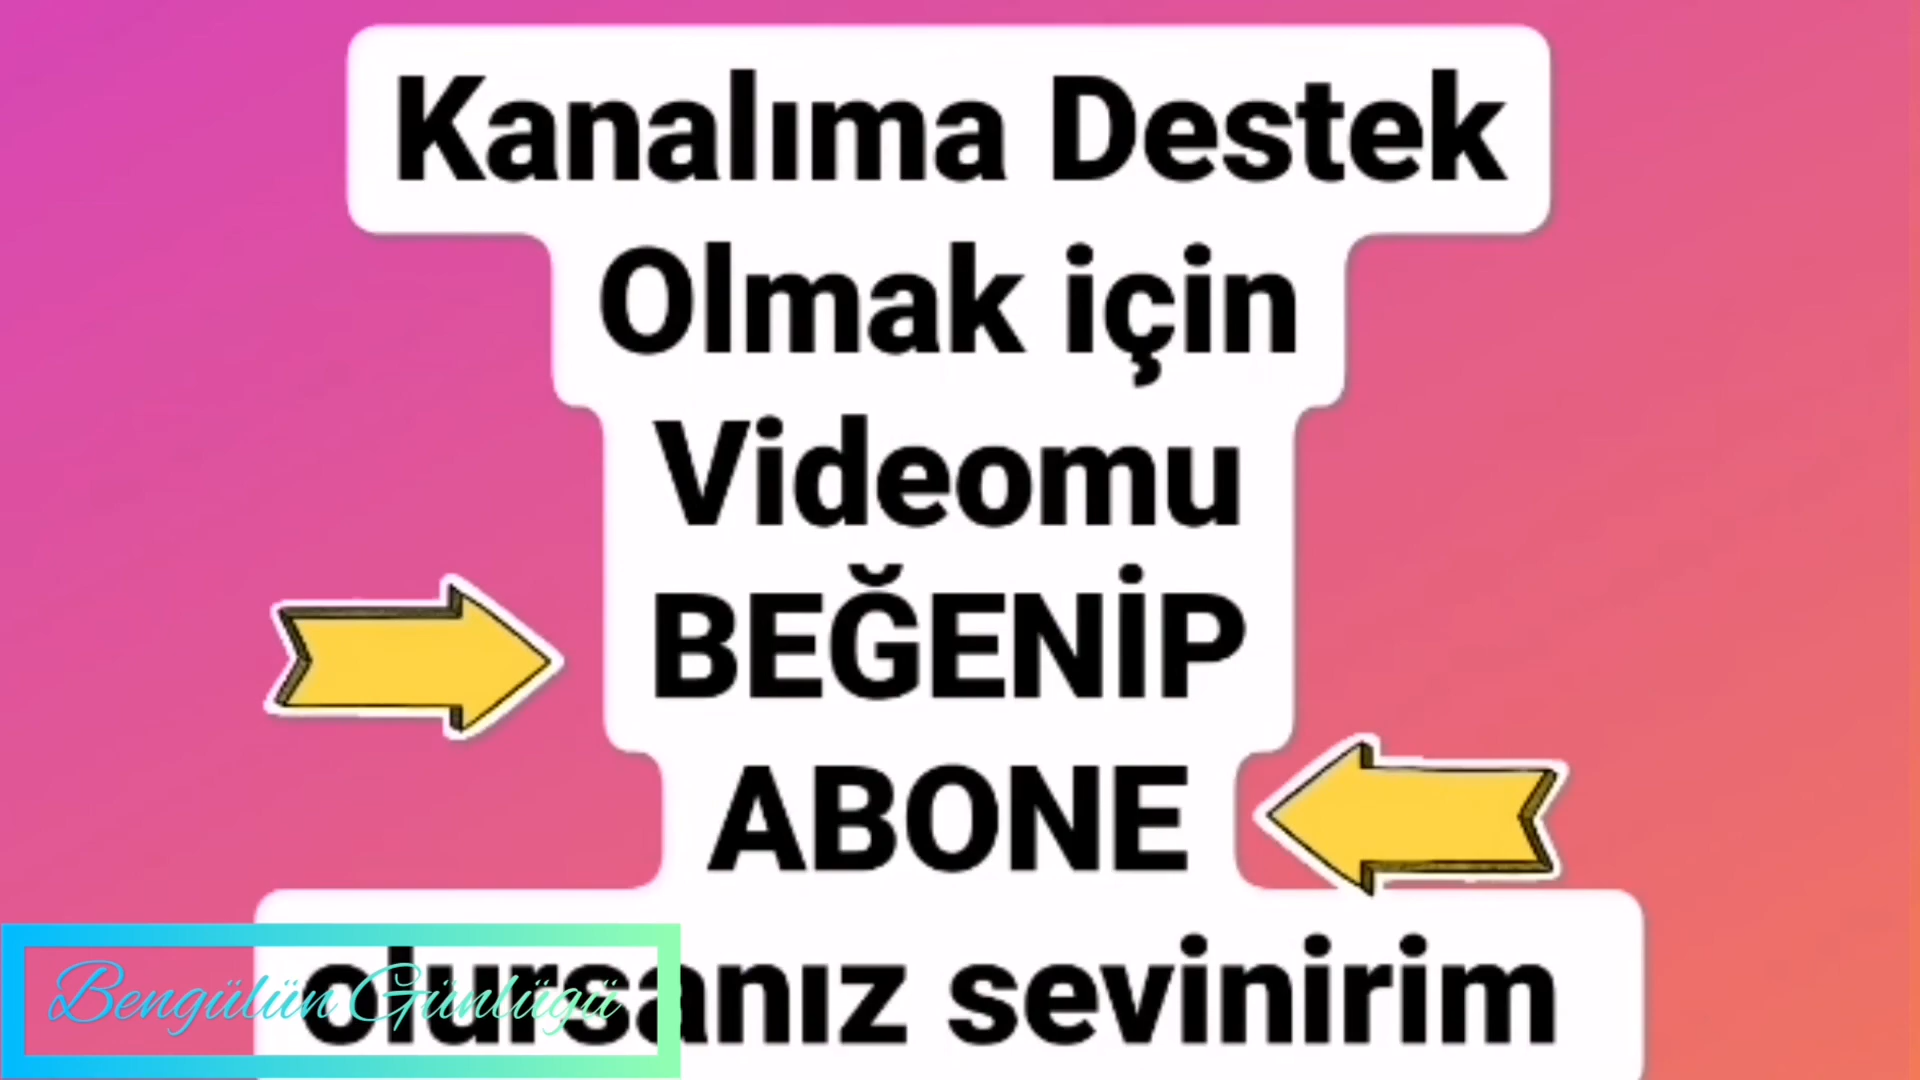 Kanalıma Destek
Olmak için
Videomu
BEĞENİP
ABONE
olursanız sevinirim
Bengülün Günlüğü